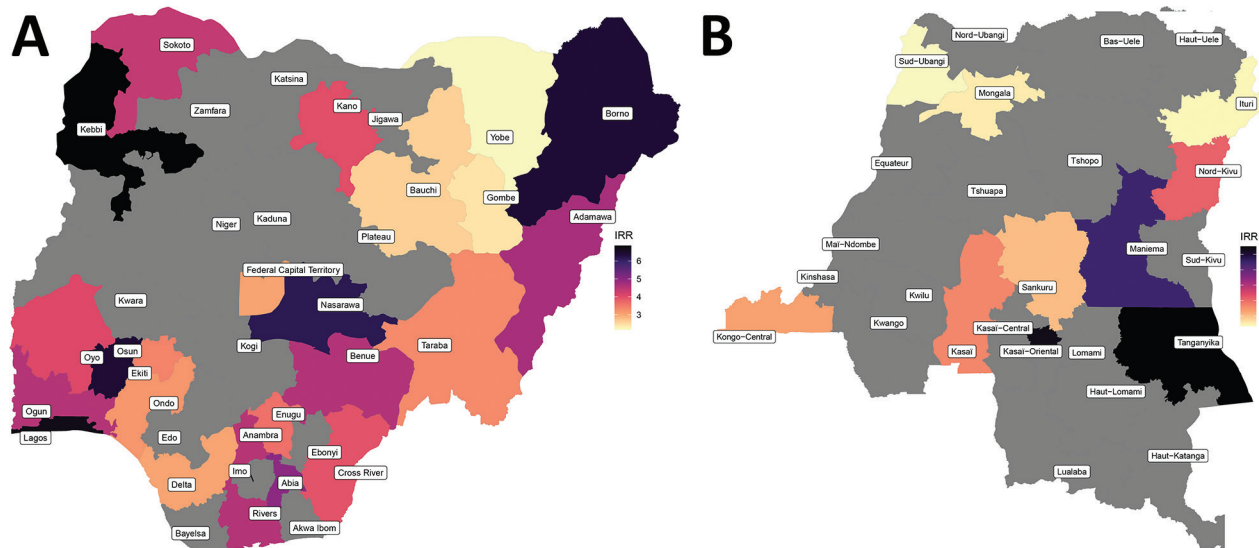 A
Sokoto
Katsina
Kano
Zamfara
Jigawa
Kebbi
Borno
Yobe
Bauchi
Gombe
Adamawa
Kaduna
Niger
Plateau
Federal Capital Territory
Kwara
Nasarawa
Kogi
Benue
Taraba
Oyo
Osun
Ekiti
Ogun
Ondo
Lagos
Edo
Enugu
Anambra
Ebonyi
Imo
Abia
Cross River
Delta
Rivers
Bayelsa
Akwa Ibom
IRR
6
5
4
3
B
Nord−Ubangi
Bas−Uele
Haut−Uele
Sud−Ubangi
Mongala
Ituri
Equateur
Tshopo
Nord−Kivu
Tshuapa
Maï−Ndombe
Maniema
Sud−Kivu
Kinshasa
Sankuru
Kwilu
Kongo−Central
Kwango
Kasaï−Central
Kasaï
Kasaï−Oriental
Lomami
Tanganyika
Haut−Lomami
Haut−Katanga
Lualaba
IRR